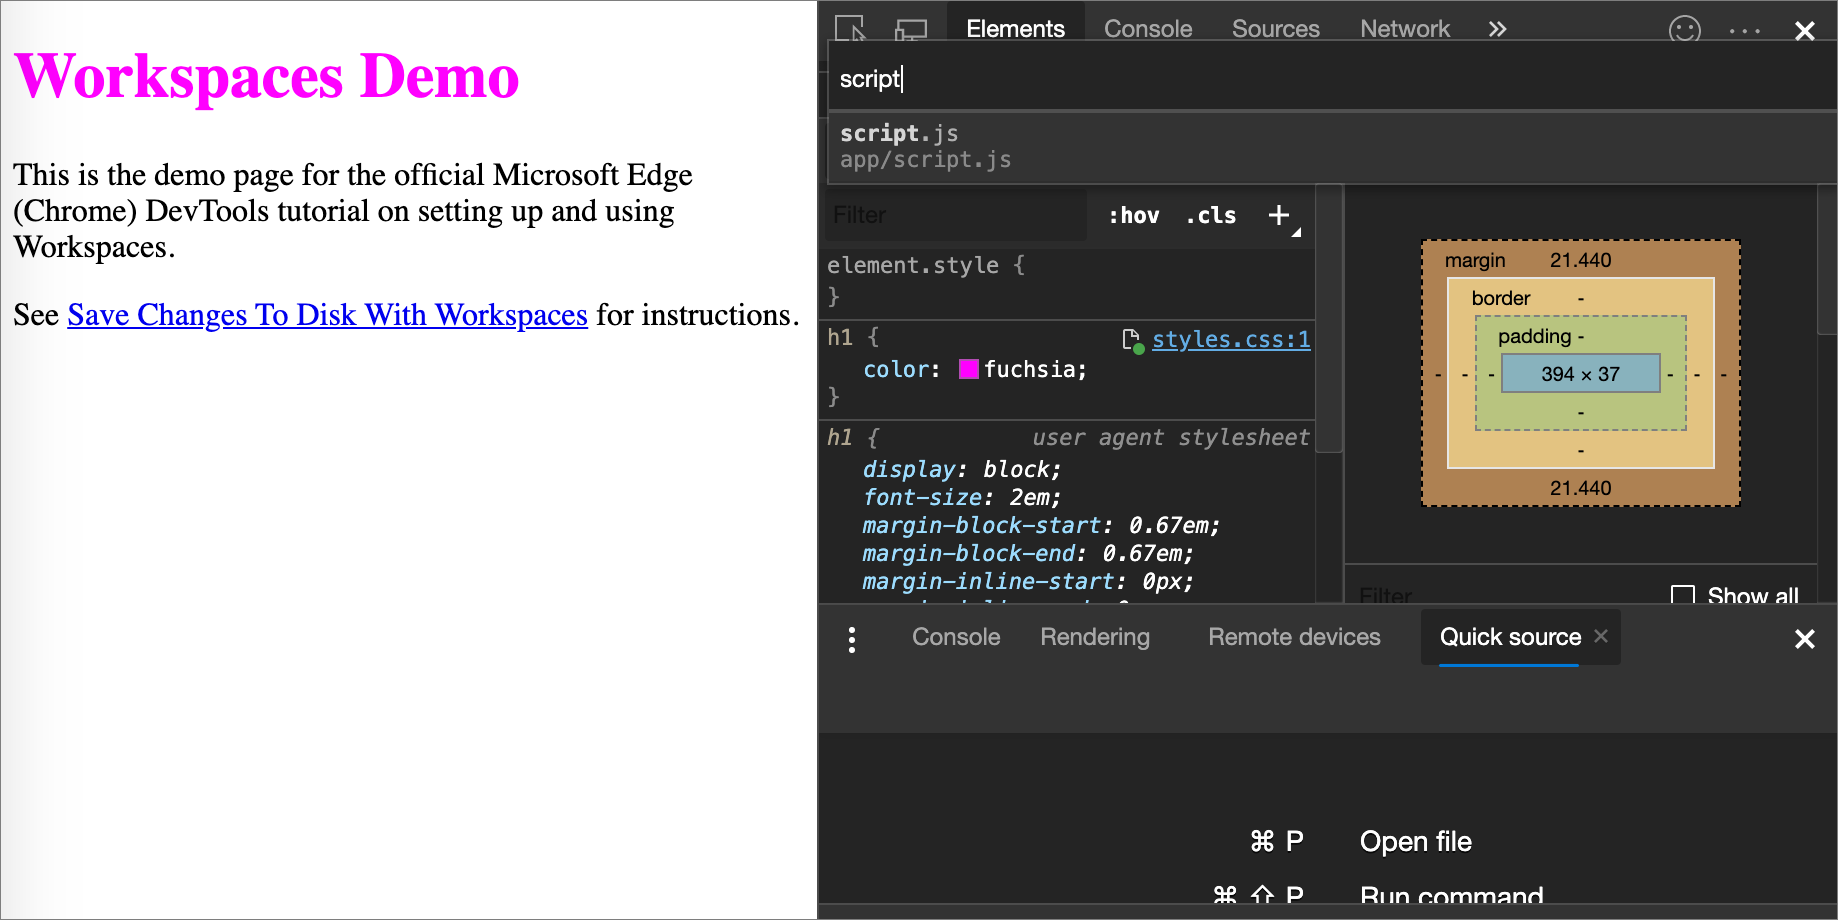 Workspaces Demo
This is the demo page for the official Microsoft Edge
(Chrome) DevTools tutorial on setting up and using
Workspaces.
See Save Changes To Disk With Workspaces for instructions.
Elements Console Sources Network
script
script.js
app/script.js
Filter :hov .cls +
element.style {
}
h1 { styles.css:1
color: fuchsia;
}
h1 { user agent stylesheet
display: block;
font-size: 2em;
margin-block-start: 0.67em;
margin-block-end: 0.67em;
margin-inline-start: 0px;
margin 21.440
border -
padding -
- - - 394 × 37 - - -
-
-
21.440
Filter Show all
Console Rendering Remote devices Quick source ×
⌘ P Open file
⌘ ⇧ P Run command